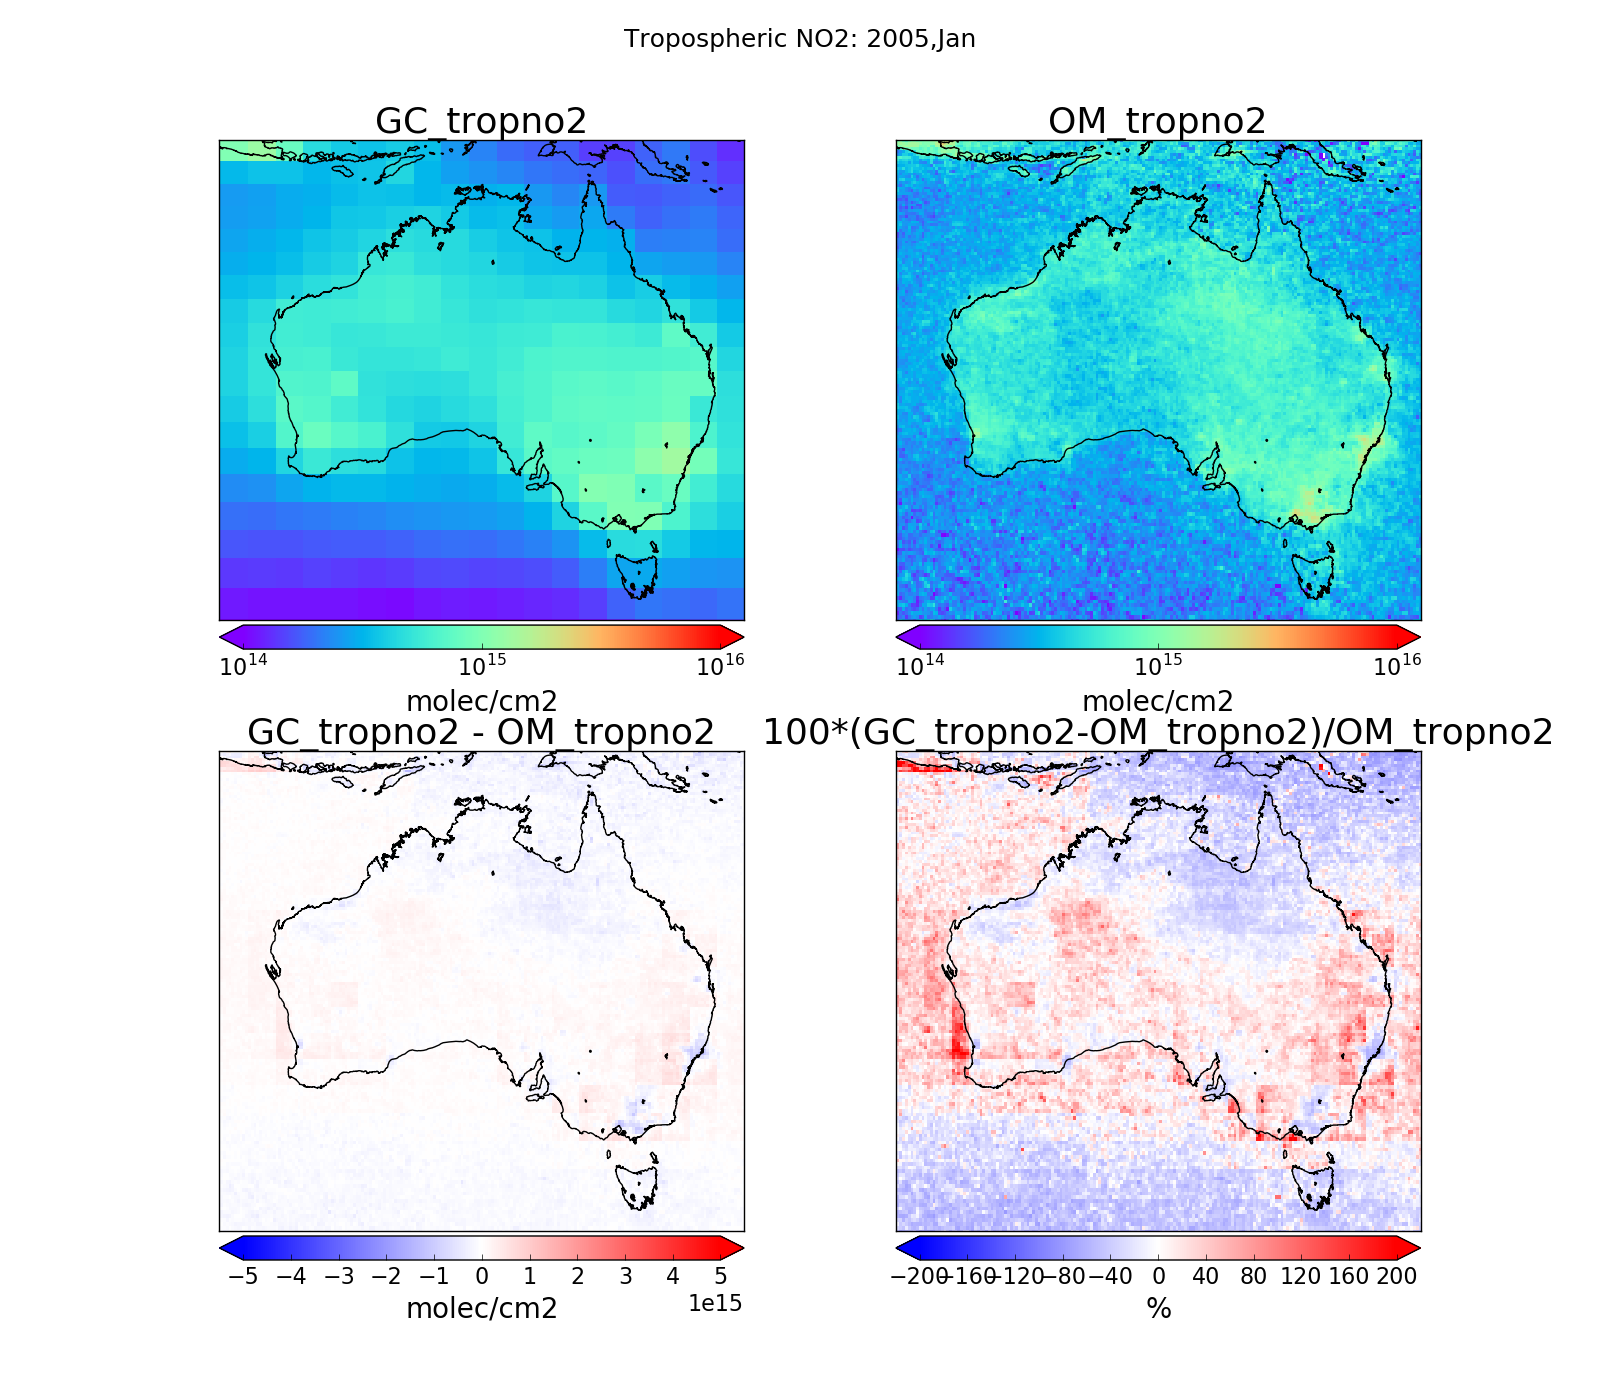 Tropospheric NO2: 2005,Jan
GC_tropno2
OM_tropno2
10^14 10^15 10^16
molec/cm2
10^14 10^15 10^16
molec/cm2
GC_tropno2 - OM_tropno2
100*(GC_tropno2-OM_tropno2)/OM_tropno2
−5 −4 −3 −2 −1 0 1 2 3 4 5
1e15
molec/cm2
−200 −160 −120 −80 −40 0 40 80 120 160 200
%